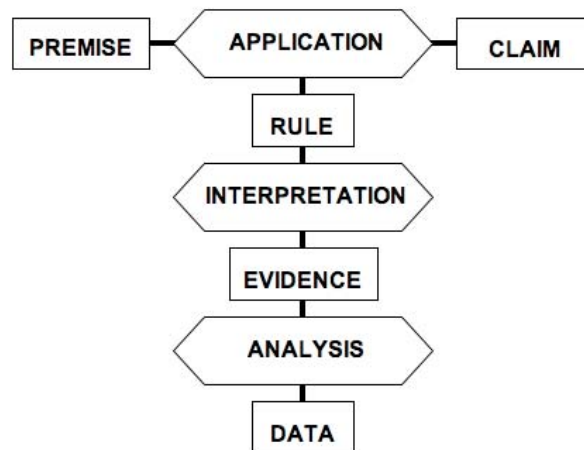 PREMISE
APPLICATION
CLAIM
RULE
INTERPRETATION
EVIDENCE
ANALYSIS
DATA